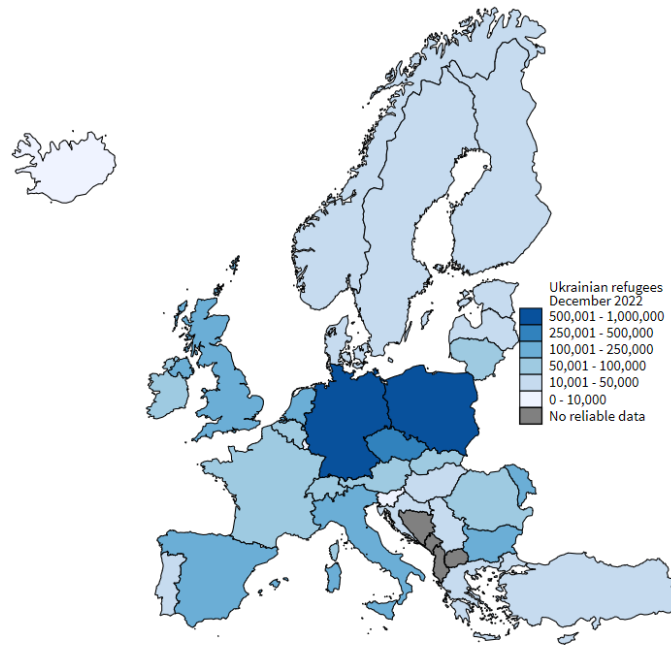 Ukrainian refugees
December 2022
500,001 - 1,000,000
250,001 - 500,000
100,001 - 250,000
50,001 - 100,000
10,001 - 50,000
0 - 10,000
No reliable data